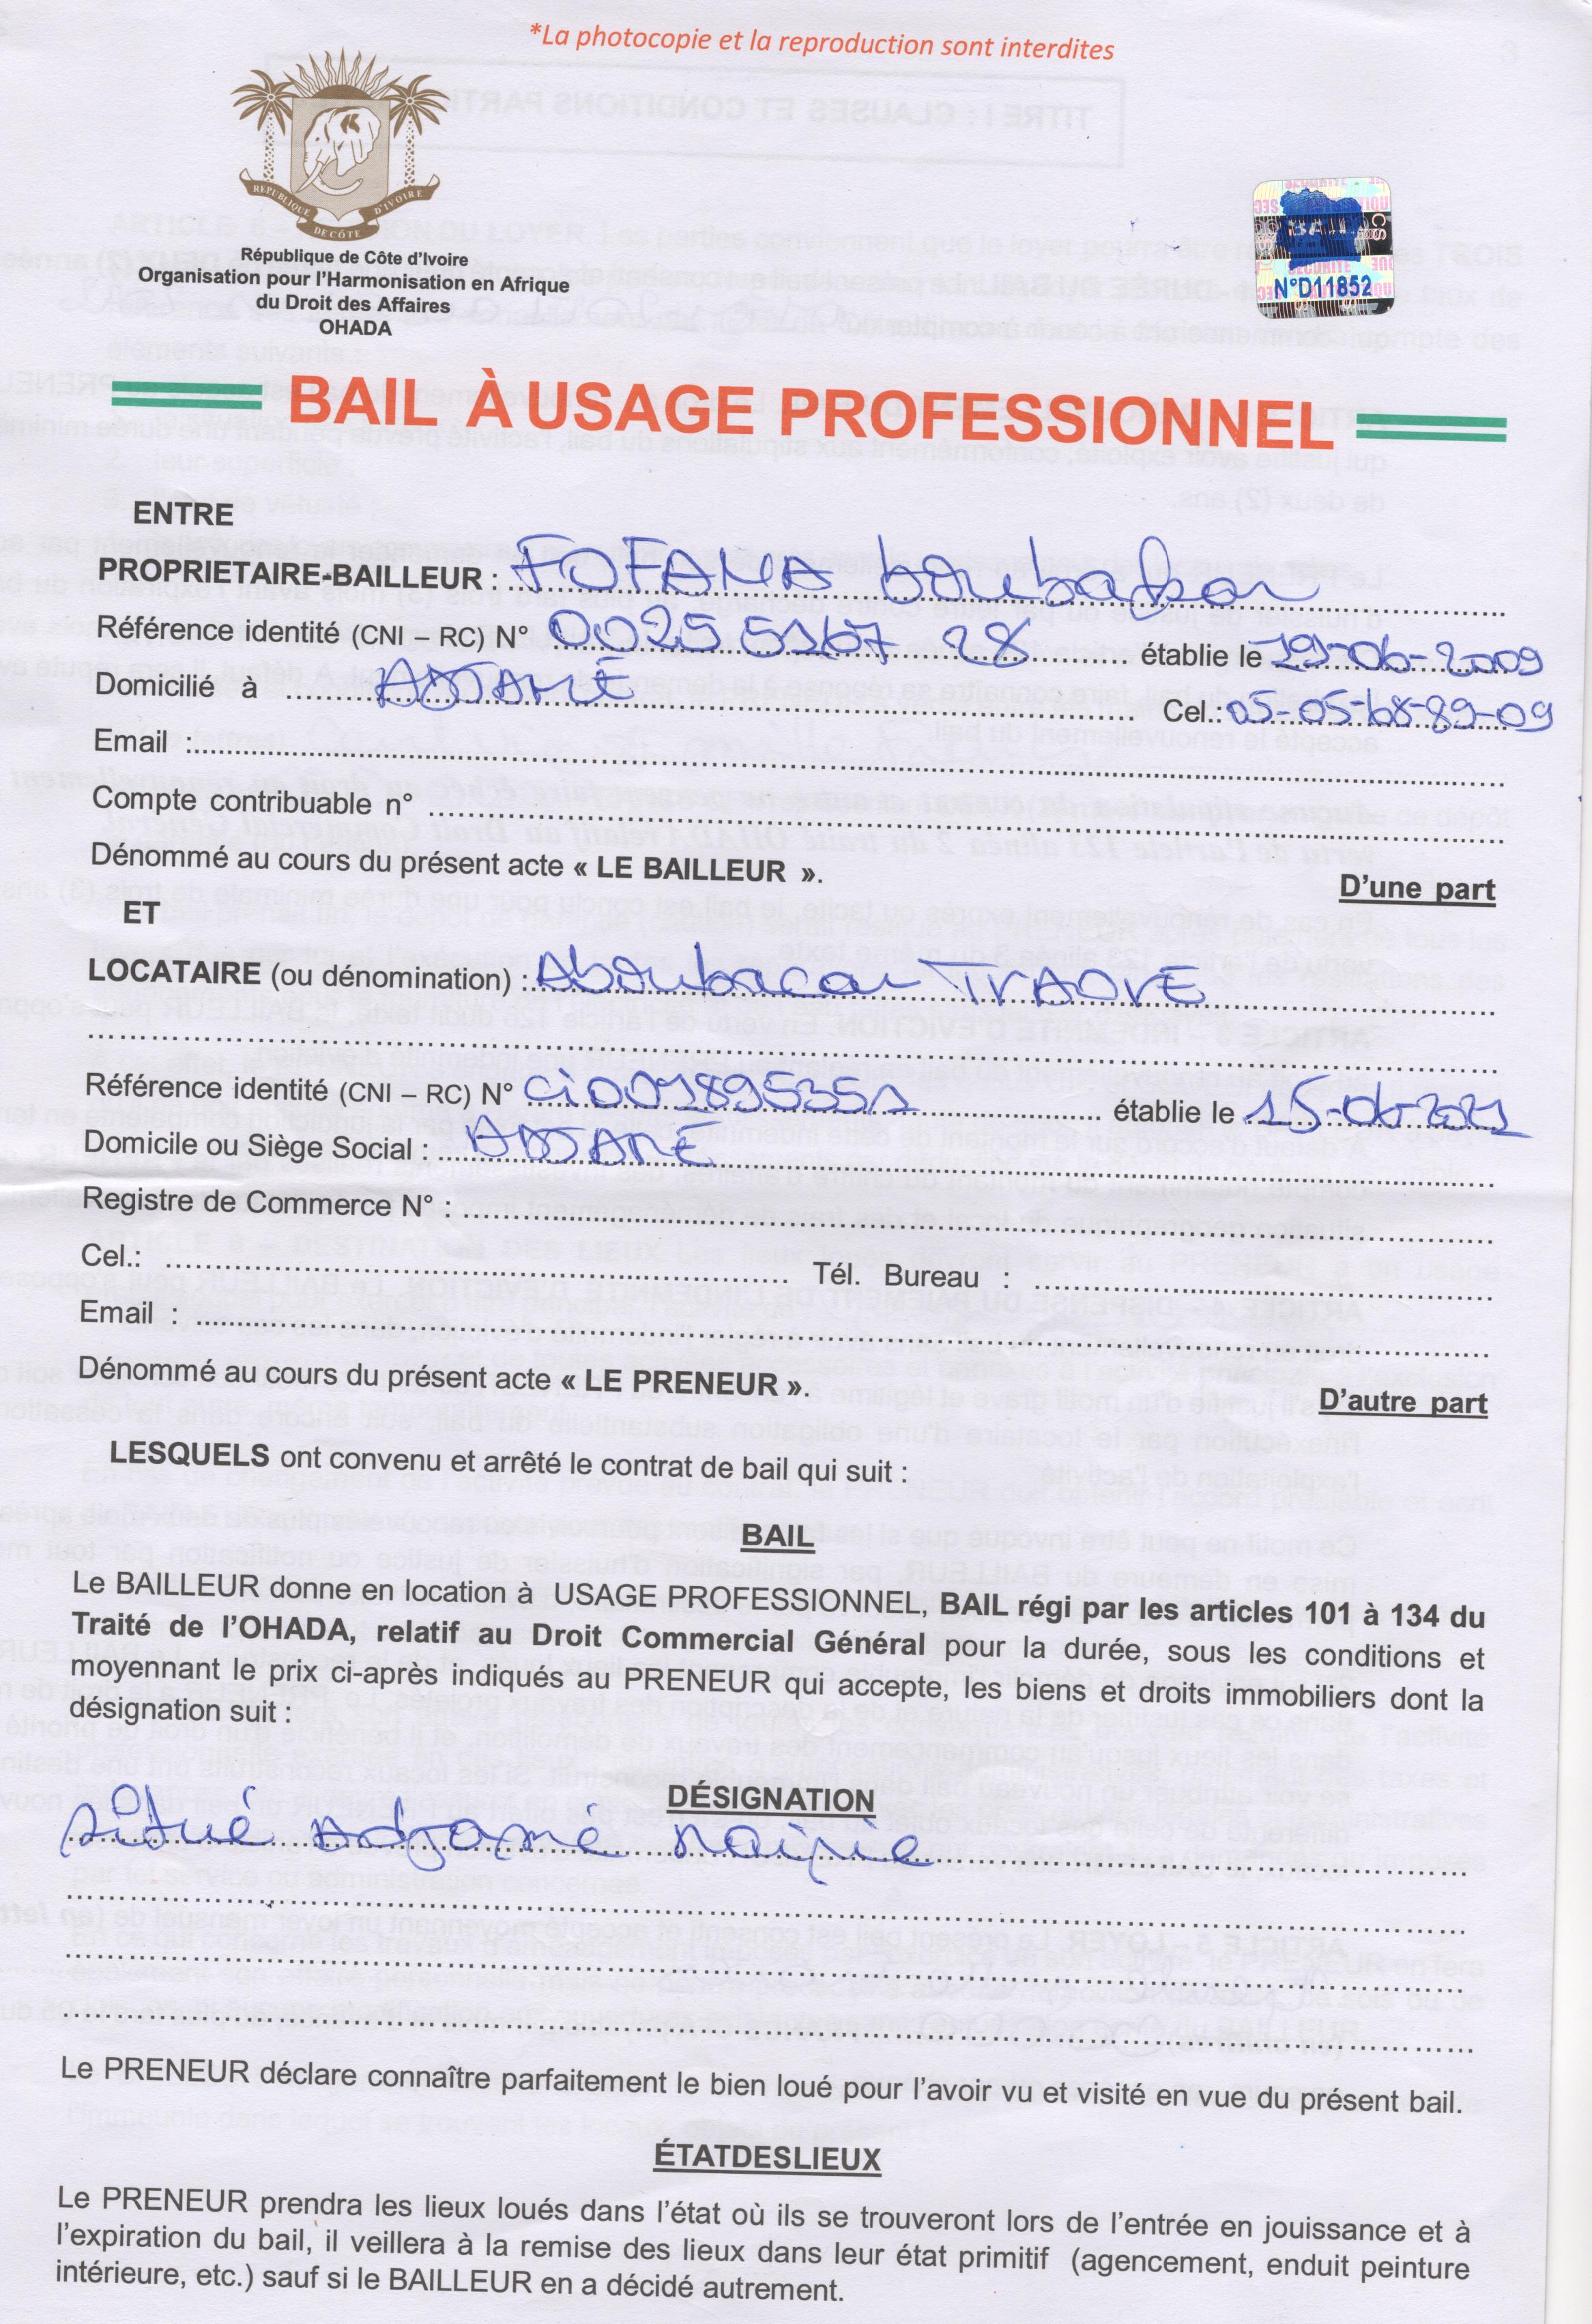 *La photocopie et la reproduction sont interdites
REPUBLIQUE DE CÔTE D'IVOIRE
République de Côte d'Ivoire
Organisation pour l'Harmonisation en Afrique
du Droit des Affaires
OHADA
N°D11852
BAIL À USAGE PROFESSIONNEL
ENTRE
PROPRIETAIRE-BAILLEUR : FOFANA boubakar
Référence identité (CNI – RC) N° 0025 5167 28 établie le 29-06-2009
Domicilié à ADJAMÉ Cel.: 05-05-68-89-09
Email :
Compte contribuable n°
Dénommé au cours du présent acte « LE BAILLEUR ».
D'une part
ET
LOCATAIRE (ou dénomination) : Aboubacar TRAORE
Référence identité (CNI – RC) N° Ci001895351 établie le 15-06-2021
Domicile ou Siège Social : ADJAMÉ
Registre de Commerce N° :
Cel.: Tél. Bureau :
Email :
Dénommé au cours du présent acte « LE PRENEUR ».
D'autre part
LESQUELS ont convenu et arrêté le contrat de bail qui suit :
BAIL
Le BAILLEUR donne en location à USAGE PROFESSIONNEL, BAIL régi par les articles 101 à 134 du
Traité de l'OHADA, relatif au Droit Commercial Général pour la durée, sous les conditions et
moyennant le prix ci-après indiqués au PRENEUR qui accepte, les biens et droits immobiliers dont la
désignation suit :
DÉSIGNATION
situé Adjamé Mairie
Le PRENEUR déclare connaître parfaitement le bien loué pour l'avoir vu et visité en vue du présent bail.
ÉTATDESLIEUX
Le PRENEUR prendra les lieux loués dans l'état où ils se trouveront lors de l'entrée en jouissance et à
l'expiration du bail, il veillera à la remise des lieux dans leur état primitif (agencement, enduit peinture
intérieure, etc.) sauf si le BAILLEUR en a décidé autrement.